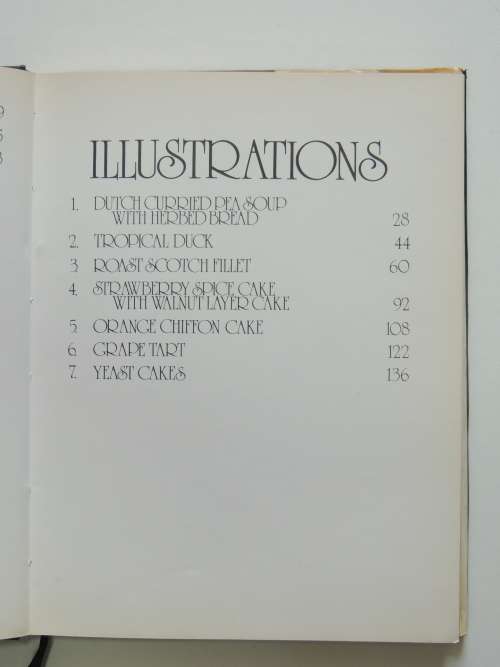 ILLUSTRATIONS
1. DUTCH CURRIED PEA SOUP
WITH HERBED BREAD 28
2. TROPICAL DUCK 44
3. ROAST SCOTCH FILLET 60
4. STRAWBERRY SPICE CAKE
WITH WALNUT LAYER CAKE 92
5. ORANGE CHIFFON CAKE 108
6. GRAPE TART 122
7. YEAST CAKES 136